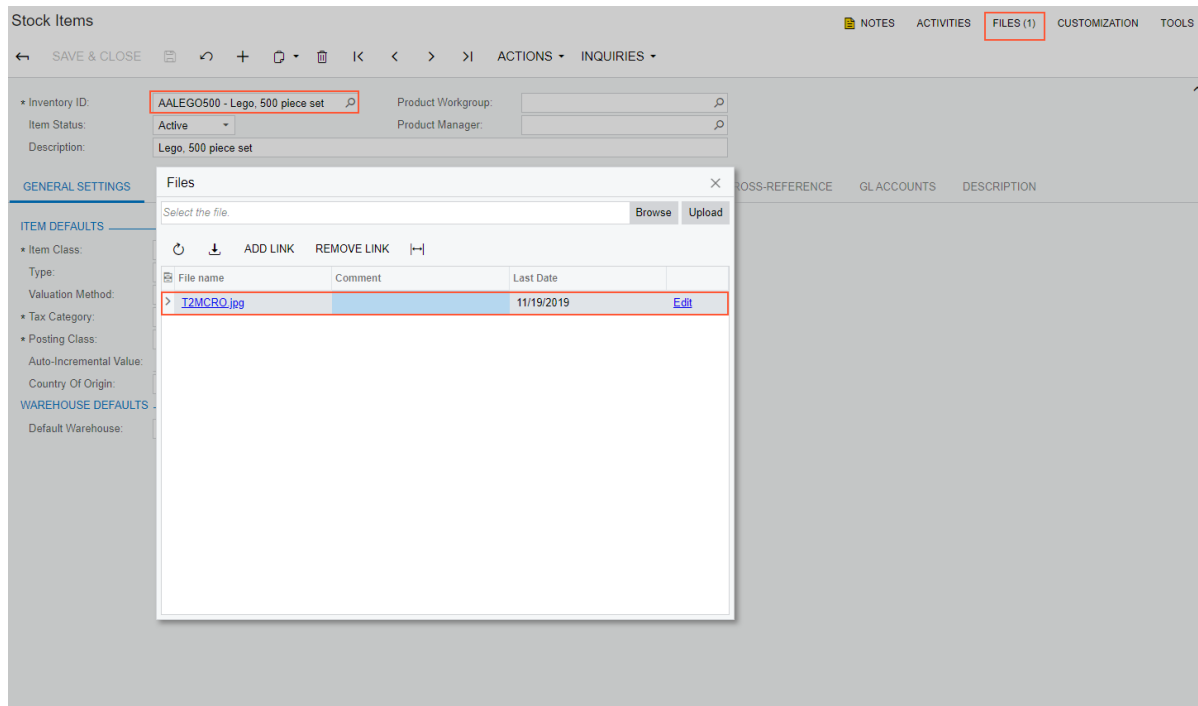 Stock Items
NOTES ACTIVITIES FILES (1) CUSTOMIZATION TOOLS
SAVE & CLOSE ACTIONS INQUIRIES
* Inventory ID: AALEGO500 - Lego, 500 piece set Product Workgroup:
Item Status: Active Product Manager:
Description: Lego, 500 piece set
GENERAL SETTINGS ROSS-REFERENCE GL ACCOUNTS DESCRIPTION
Files
Select the file. Browse Upload
ITEM DEFAULTS
ADD LINK REMOVE LINK
* Item Class:
Type:
File name Comment Last Date
Valuation Method:
T2MCRO.jpg 11/19/2019 Edit
* Tax Category:
* Posting Class:
Auto-Incremental Value:
Country Of Origin:
WAREHOUSE DEFAULTS
Default Warehouse: